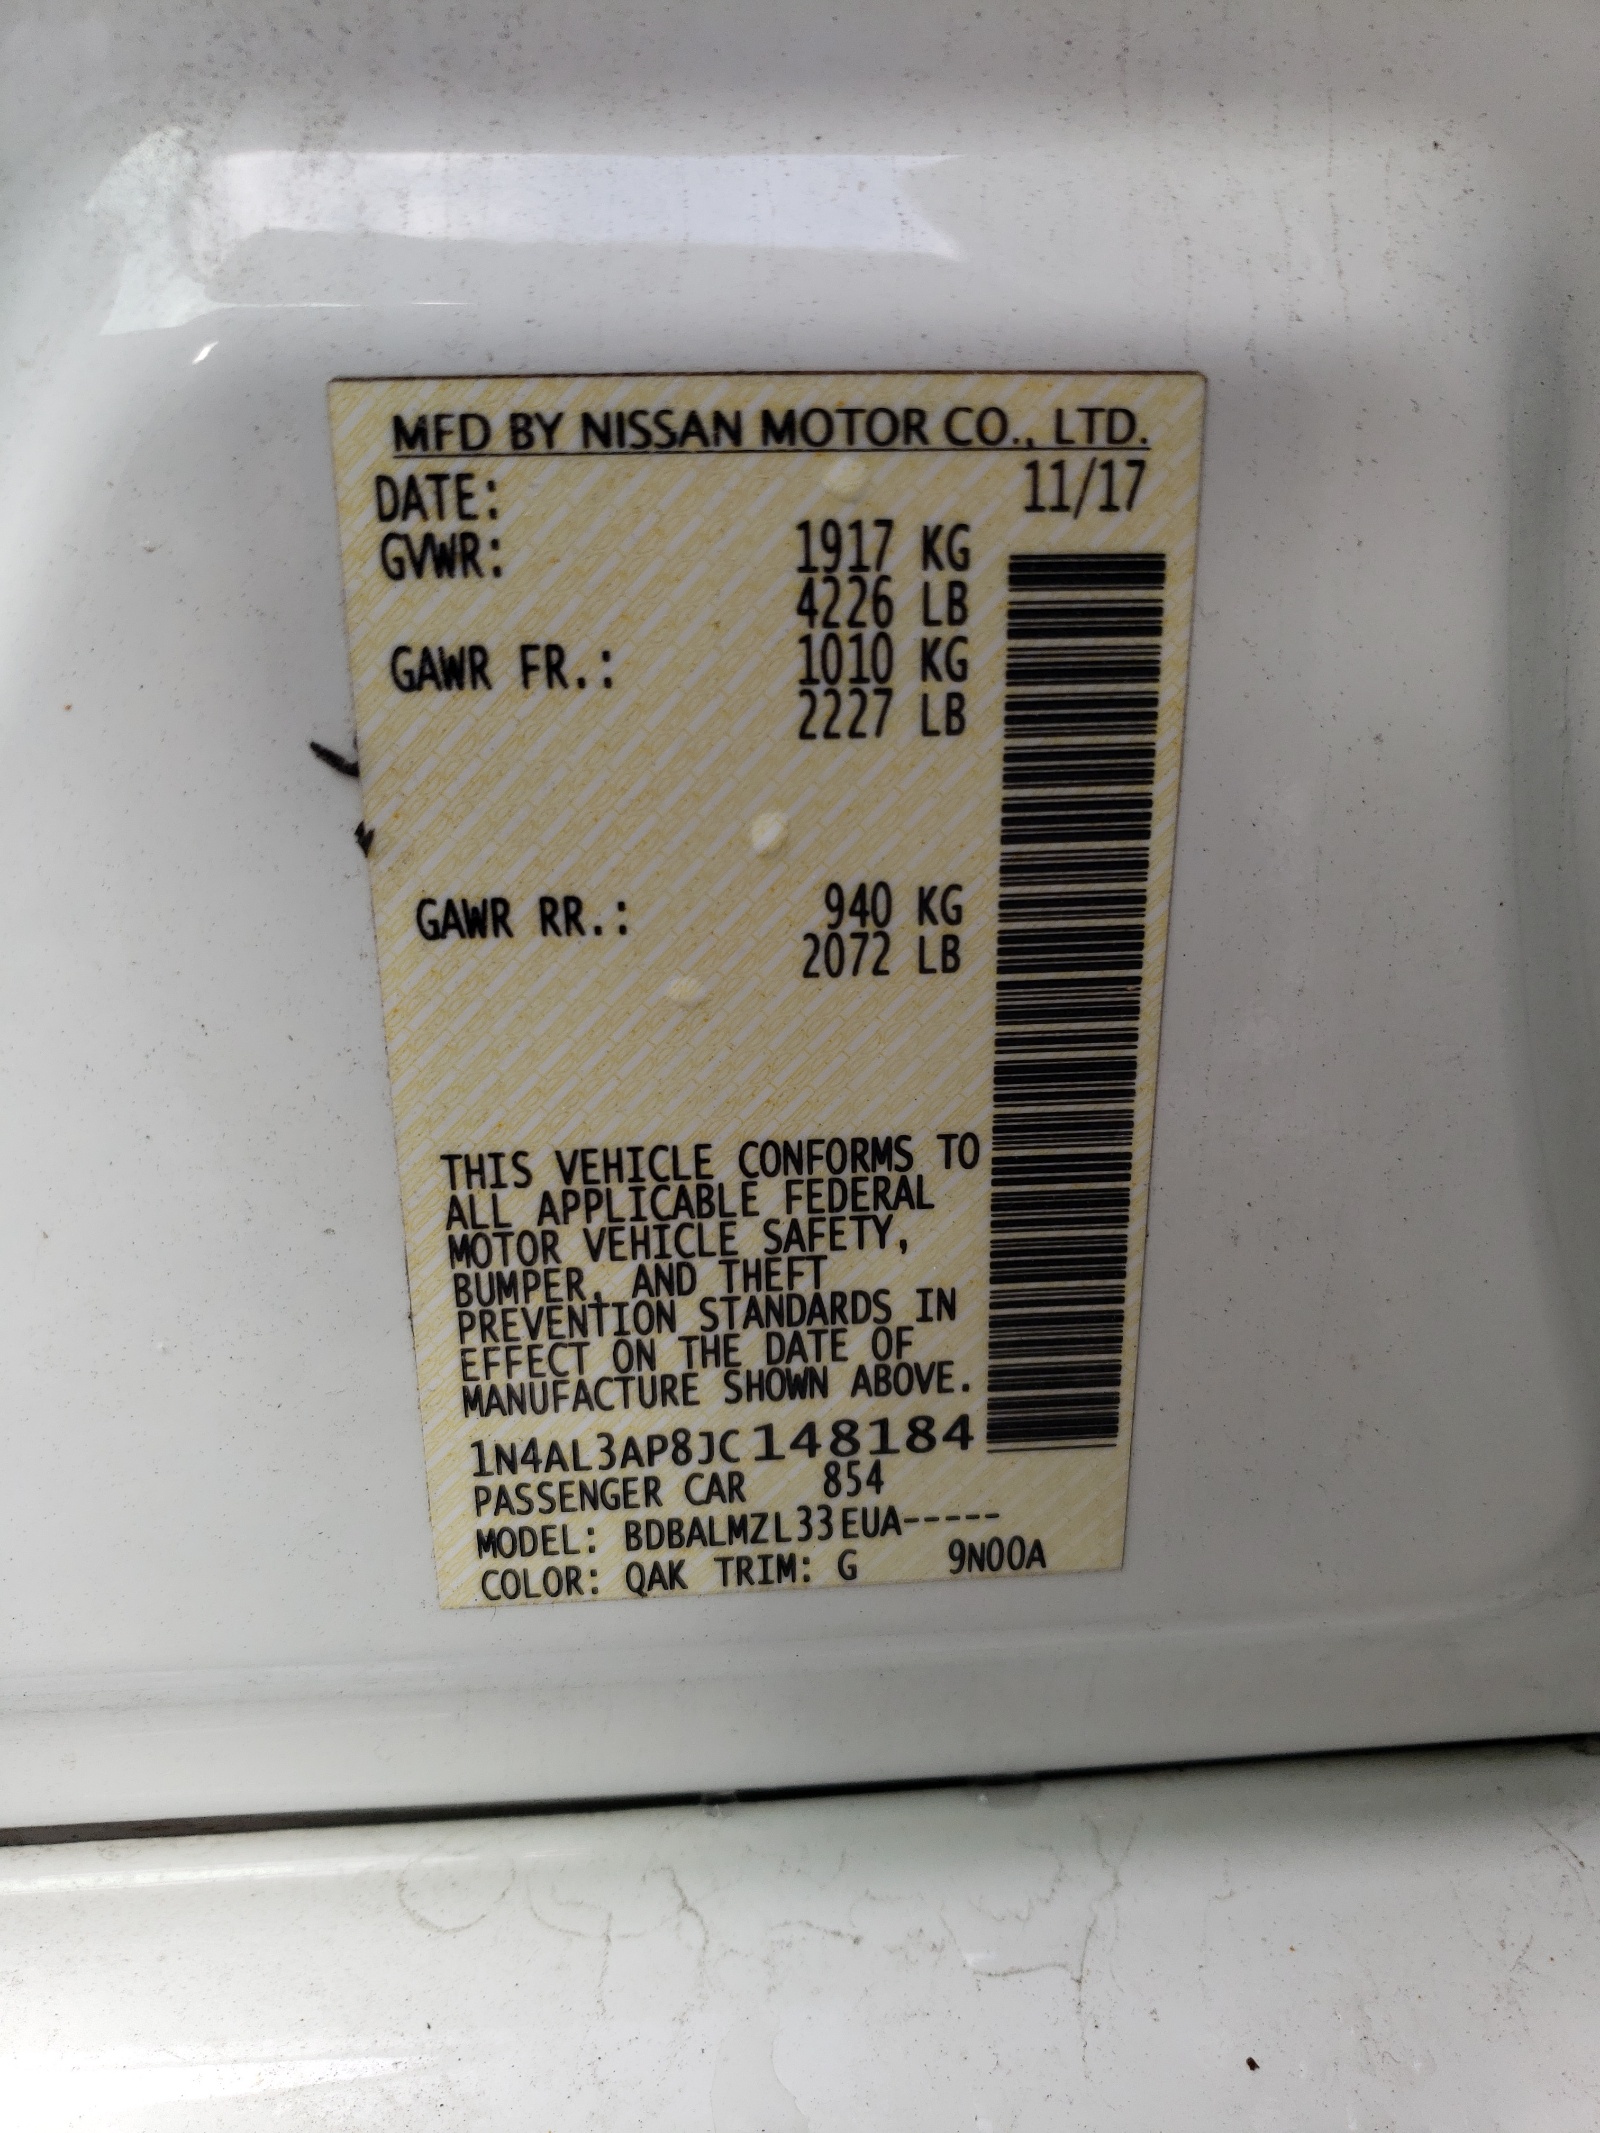 MFD BY NISSAN MOTOR CO., LTD.
DATE: 11/17
GVWR: 1917 KG
4226 LB
GAWR FR.: 1010 KG
2227 LB
GAWR RR.: 940 KG
2072 LB
THIS VEHICLE CONFORMS TO
ALL APPLICABLE FEDERAL
MOTOR VEHICLE SAFETY,
BUMPER, AND THEFT
PREVENTION STANDARDS IN
EFFECT ON THE DATE OF
MANUFACTURE SHOWN ABOVE.
1N4AL3AP8JC148184
PASSENGER CAR 854
MODEL: BDBALMZL33EUA-----
COLOR: QAK TRIM: G 9N00A